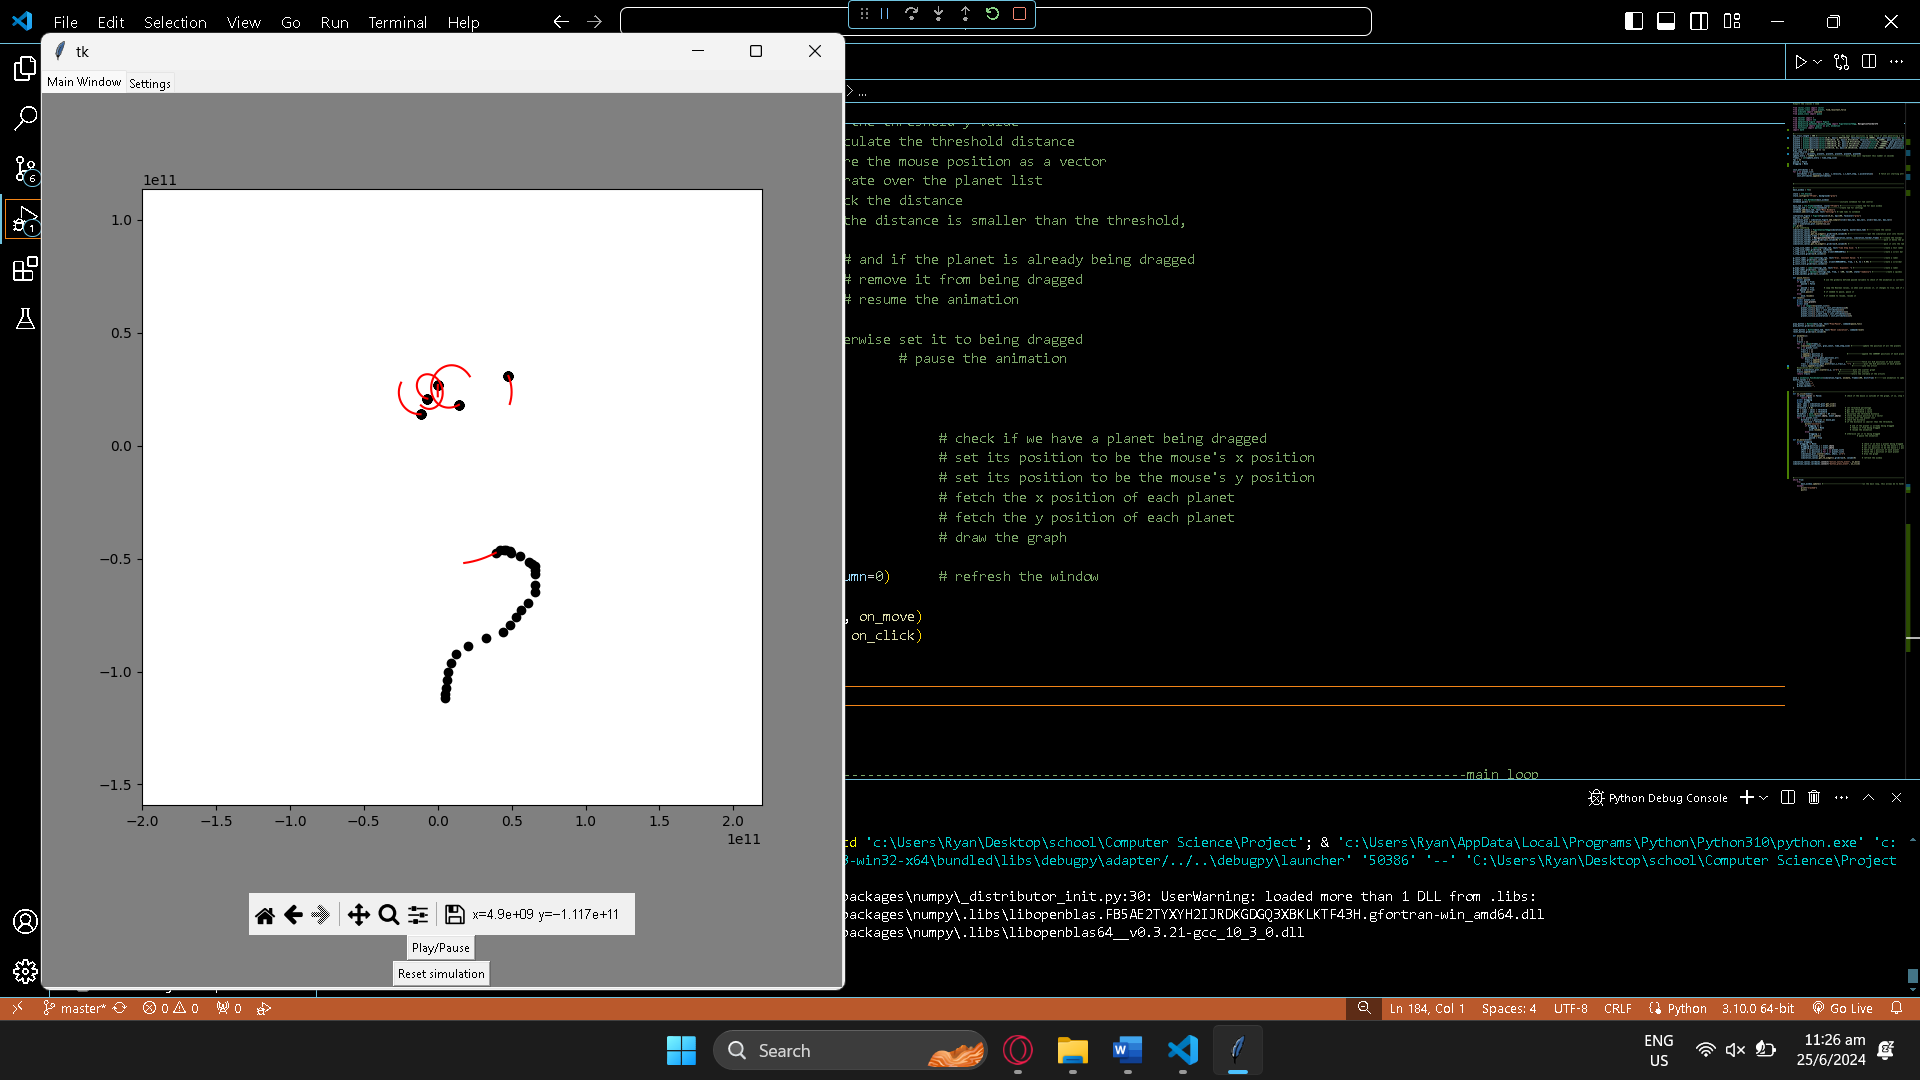 File Edit Selection View Go Run Terminal Help
tk
Main Window Settings
1e11
1.0
0.5
0.0
−0.5
−1.0
−1.5
−2.0 −1.5 −1.0 −0.5 0.0 0.5 1.0 1.5 2.0
1e11
x=4.9e+09 y=−1.117e+11
Play/Pause
Reset simulation
6
1
> ...
the threshold y value
culate the threshold distance
re the mouse position as a vector
rate over the planet list
ck the distance
the distance is smaller than the threshold,
# and if the planet is already being dragged
# remove it from being dragged
# resume the animation
erwise set it to being dragged
# pause the animation
# check if we have a planet being dragged
# set its position to be the mouse's x position
# set its position to be the mouse's y position
# fetch the x position of each planet
# fetch the y position of each planet
# draw the graph
umn=0) # refresh the window
, on_move)
on_click)
main loop
Python Debug Console
cd 'c:\Users\Ryan\Desktop\school\Computer Science\Project'; & 'c:\Users\Ryan\AppData\Local\Programs\Python\Python310\python.exe' 'c:
3-win32-x64\bundled\libs\debugpy\adapter/../..\debugpy\launcher' '50386' '--' 'C:\Users\Ryan\Desktop\school\Computer Science\Project
packages\numpy\_distributor_init.py:30: UserWarning: loaded more than 1 DLL from .libs:
packages\numpy\.libs\libopenblas.FB5AE2TYXYH2IJRDKGDGQ3XBKLKTF43H.gfortran-win_amd64.dll
packages\numpy\.libs\libopenblas64__v0.3.21-gcc_10_3_0.dll
master* 0 0 0 Ln 184, Col 1 Spaces: 4 UTF-8 CRLF Python 3.10.0 64-bit Go Live
Search
ENG
US
11:26 am
25/6/2024